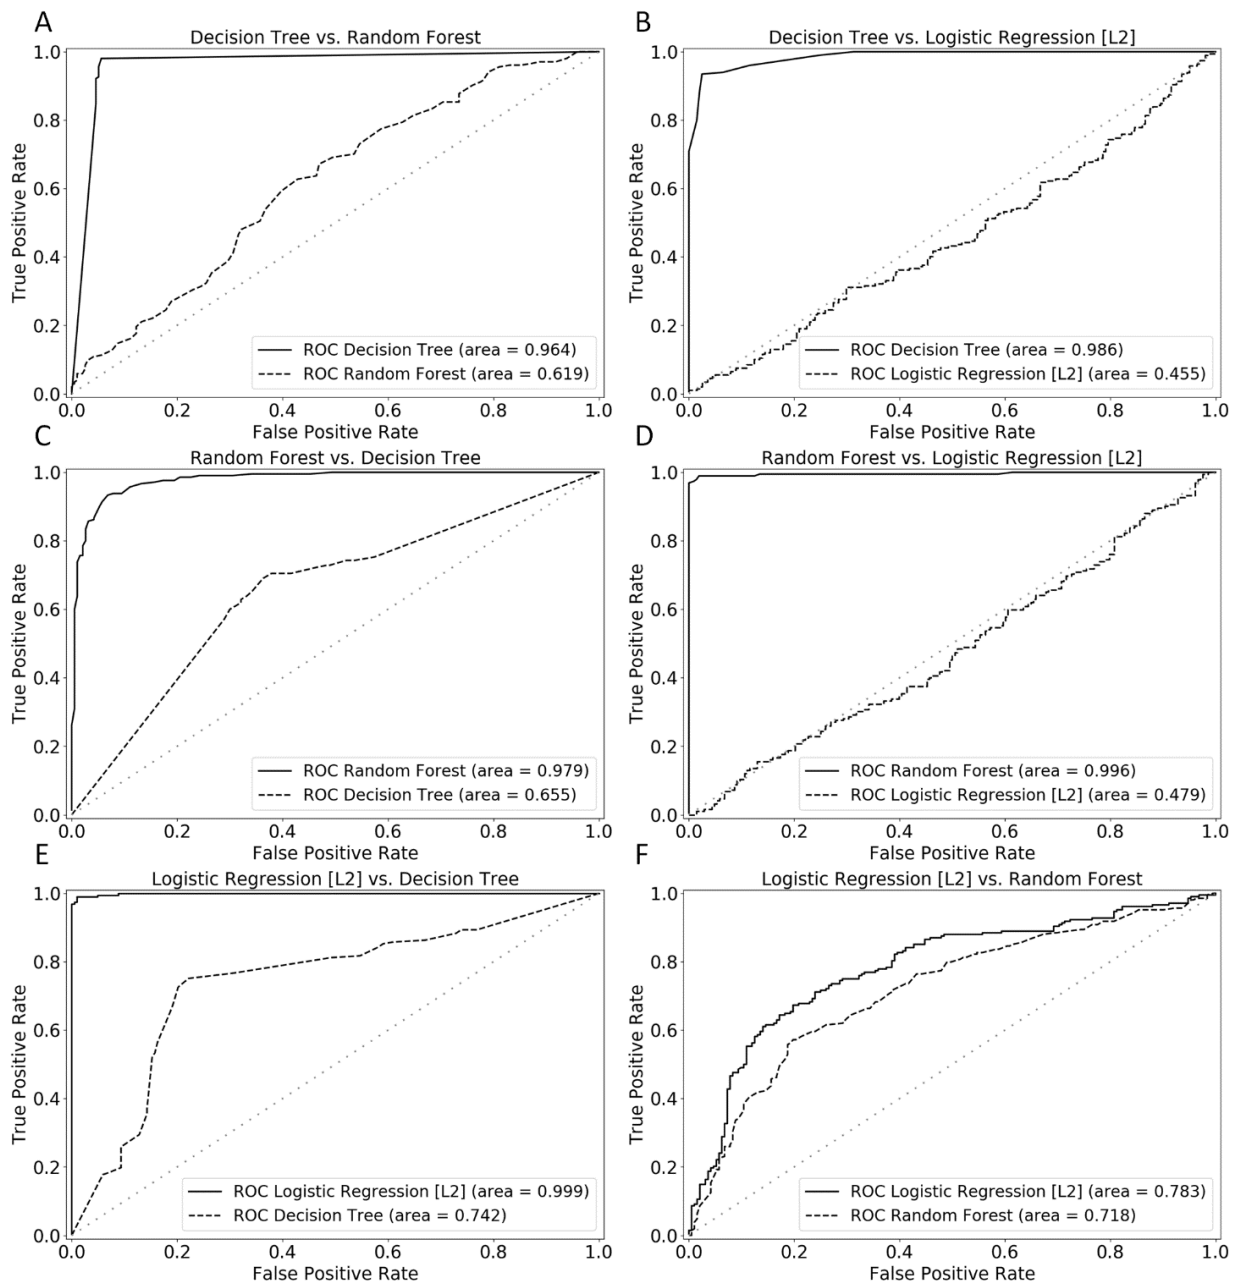 A
Decision Tree vs. Random Forest
1.0
0.8
0.6
0.4
0.2
0.0
True Positive Rate
ROC Decision Tree (area = 0.964)
ROC Random Forest (area = 0.619)
0.0 0.2 0.4 0.6 0.8 1.0
False Positive Rate
B
Decision Tree vs. Logistic Regression [L2]
1.0
0.8
0.6
0.4
0.2
0.0
True Positive Rate
ROC Decision Tree (area = 0.986)
ROC Logistic Regression [L2] (area = 0.455)
0.0 0.2 0.4 0.6 0.8 1.0
False Positive Rate
C
Random Forest vs. Decision Tree
1.0
0.8
0.6
0.4
0.2
0.0
True Positive Rate
ROC Random Forest (area = 0.979)
ROC Decision Tree (area = 0.655)
0.0 0.2 0.4 0.6 0.8 1.0
False Positive Rate
D
Random Forest vs. Logistic Regression [L2]
1.0
0.8
0.6
0.4
0.2
0.0
True Positive Rate
ROC Random Forest (area = 0.996)
ROC Logistic Regression [L2] (area = 0.479)
0.0 0.2 0.4 0.6 0.8 1.0
False Positive Rate
E
Logistic Regression [L2] vs. Decision Tree
1.0
0.8
0.6
0.4
0.2
0.0
True Positive Rate
ROC Logistic Regression [L2] (area = 0.999)
ROC Decision Tree (area = 0.742)
0.0 0.2 0.4 0.6 0.8 1.0
False Positive Rate
F
Logistic Regression [L2] vs. Random Forest
1.0
0.8
0.6
0.4
0.2
0.0
True Positive Rate
ROC Logistic Regression [L2] (area = 0.783)
ROC Random Forest (area = 0.718)
0.0 0.2 0.4 0.6 0.8 1.0
False Positive Rate